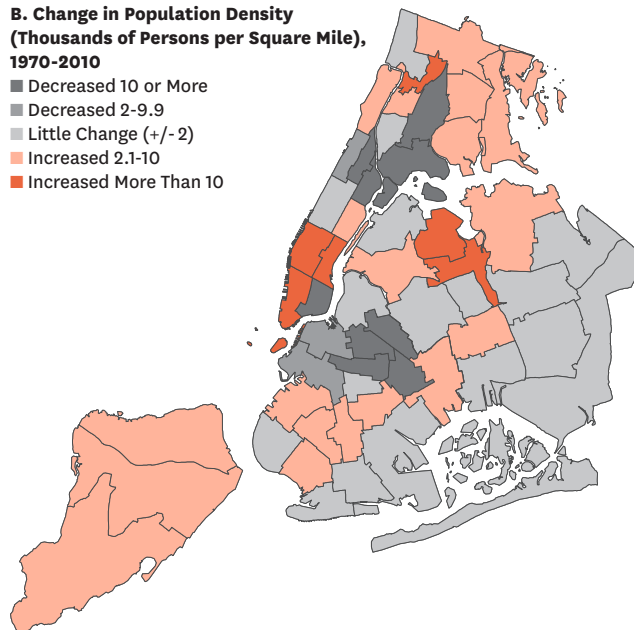 B. Change in Population Density
(Thousands of Persons per Square Mile),
1970-2010
Decreased 10 or More
Decreased 2-9.9
Little Change (+/- 2)
Increased 2.1-10
Increased More Than 10